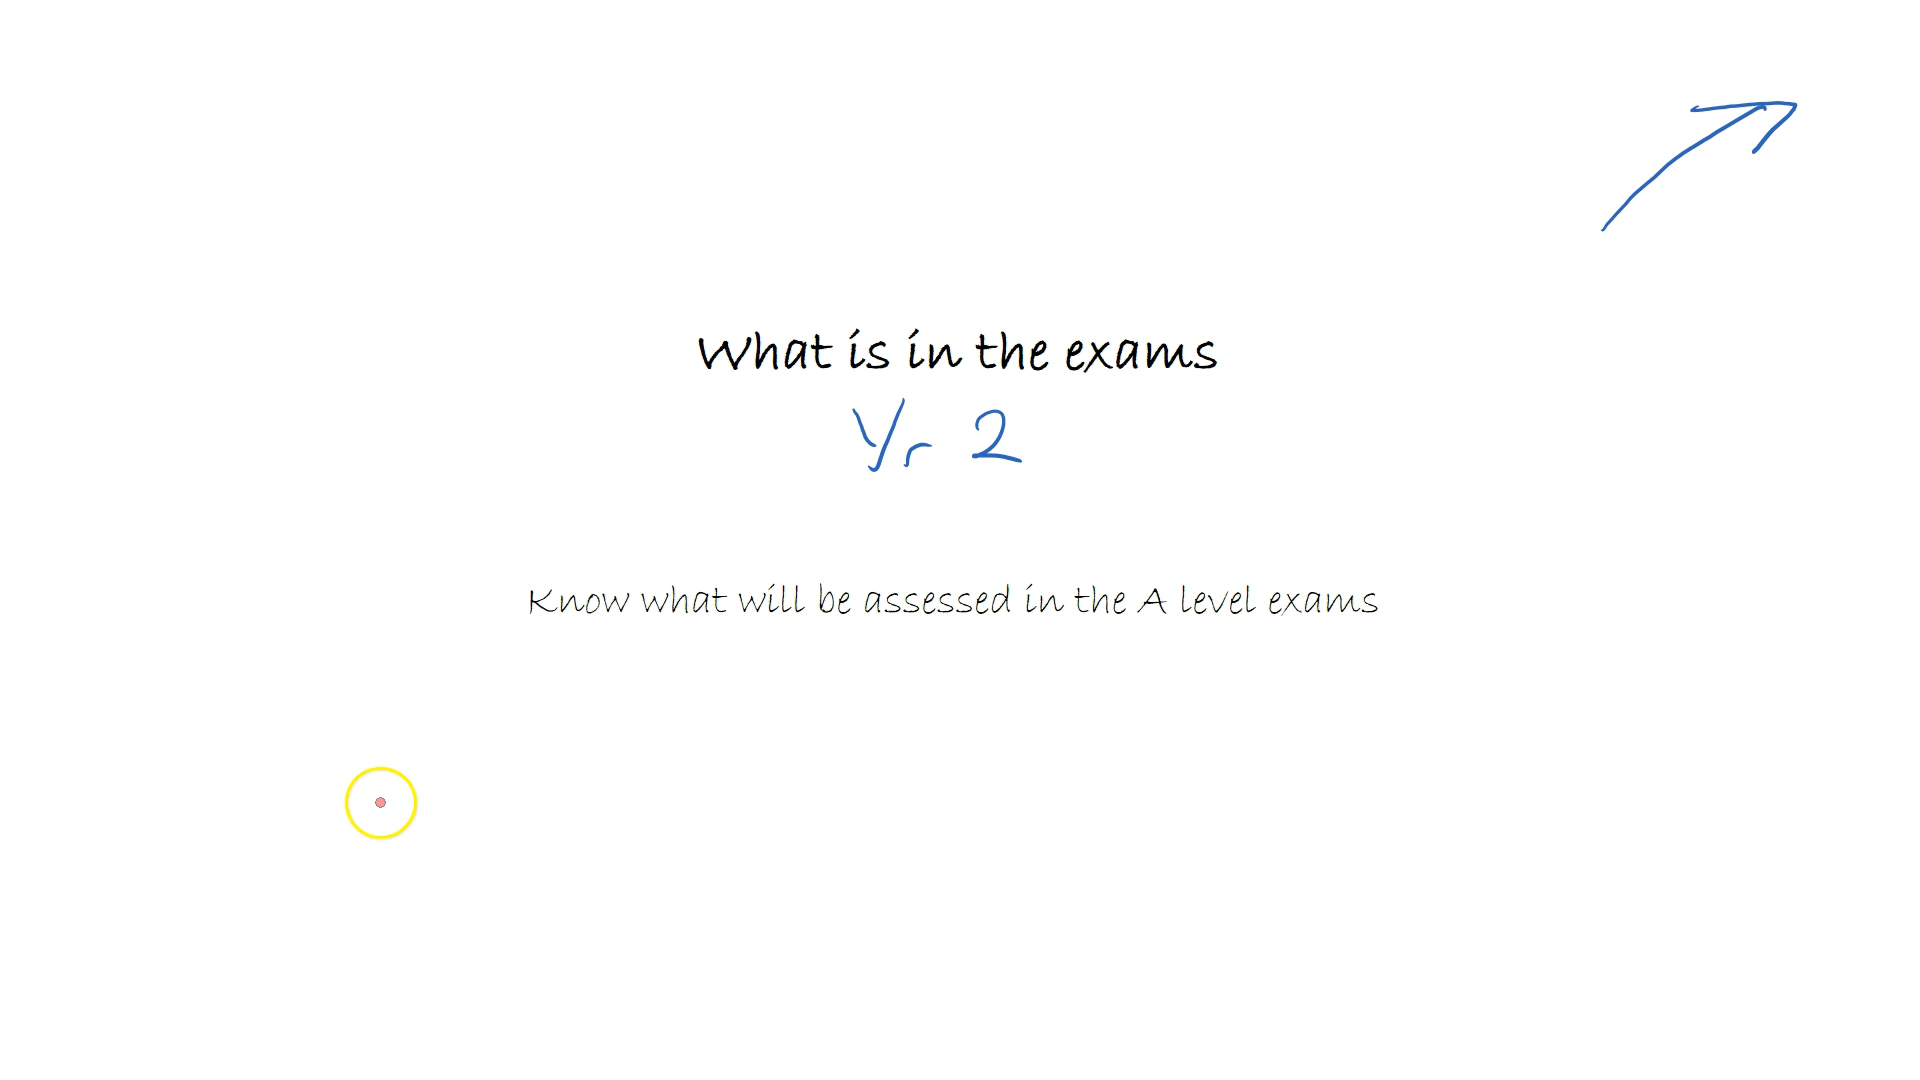 What is in the exams
Yr 2
Know what will be assessed in the A level exams